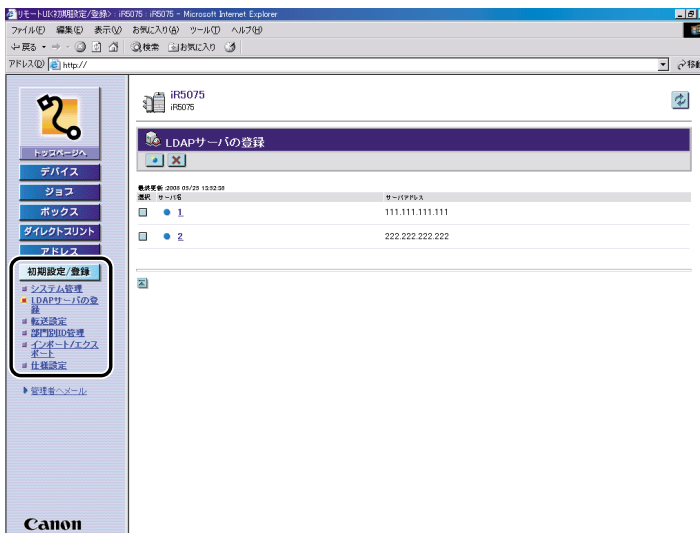 リモートUI<初期設定/登録> : iR5075 : iR5075 - Microsoft Internet Explorer
ファイル(F) 編集(E) 表示(V) お気に入り(A) ツール(T) ヘルプ(H)
戻る 検索 お気に入り
アドレス(D) http:// 移動
iR5075
iR5075
トップページへ
LDAPサーバの登録
デバイス
ジョブ
ボックス
ダイレクトプリント
アドレス
最終更新 :2008 03/25 13:32:38
選択 サーバ名 サーバアドレス
1 111.111.111.111
2 222.222.222.222
初期設定/登録
システム管理
LDAPサーバの登
録
転送設定
部門別ID管理
インポート/エクス
ポート
仕様設定
管理者へメール
Canon